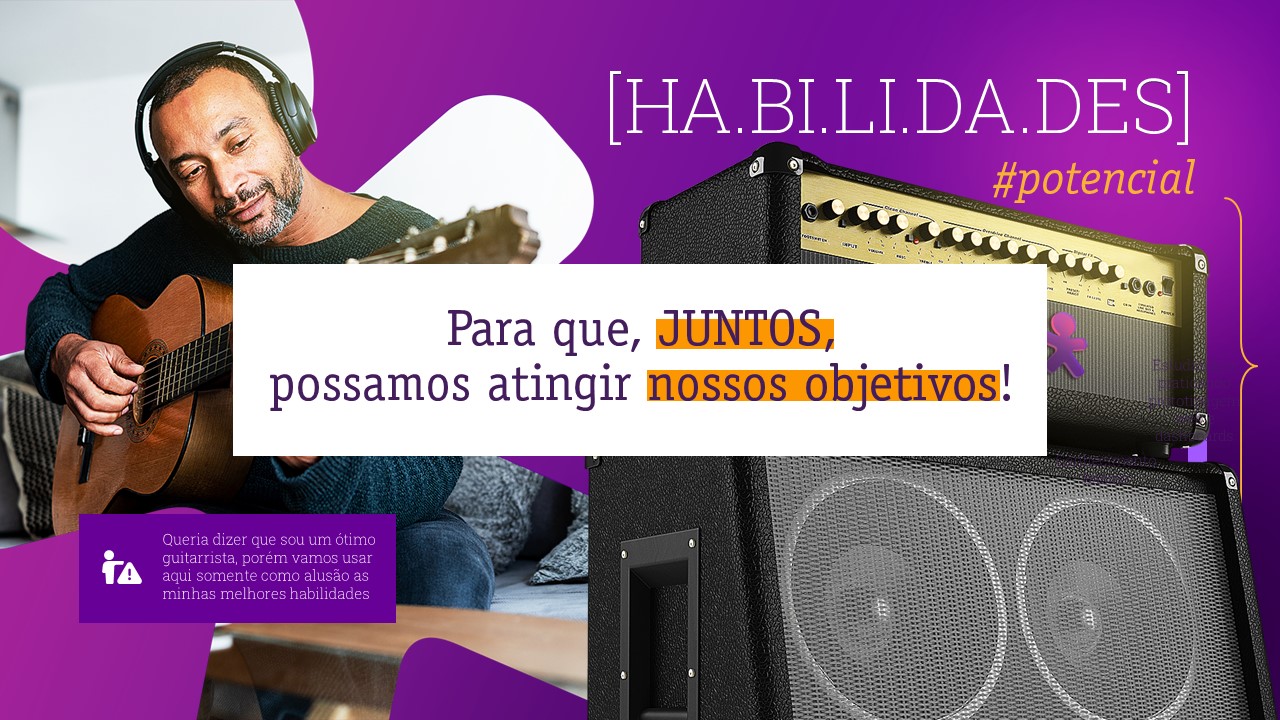 [HA.BI.LI.DA.DES]
#potencial
Para que, JUNTOS,
possamos atingir nossos objetivos!
Queria dizer que sou um ótimo
guitarrista, porém vamos usar
aqui somente como alusão as
minhas melhores habilidades